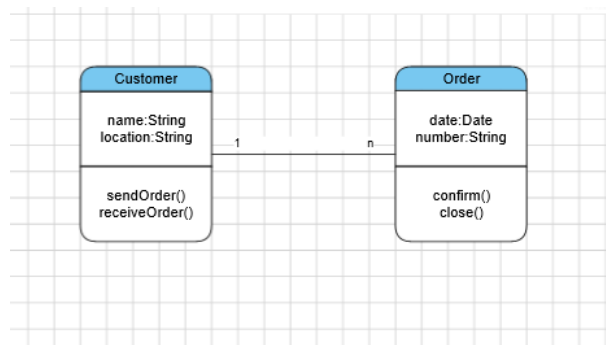 Customer
name:String
location:String
sendOrder()
receiveOrder()
1
n
Order
date:Date
number:String
confirm()
close()